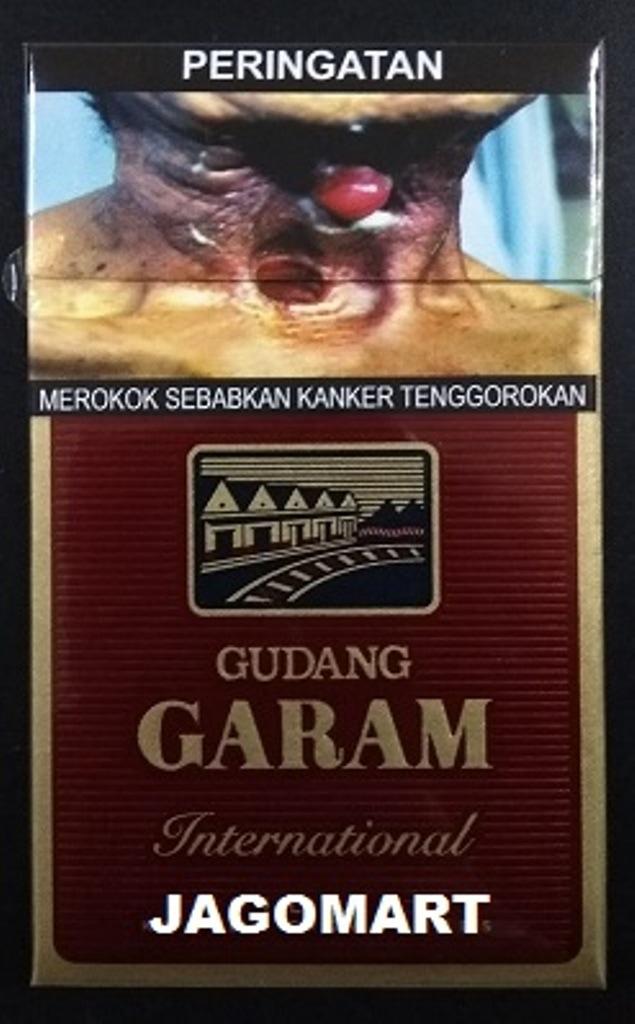 PERINGATAN
MEROKOK SEBABKAN KANKER TENGGOROKAN
GUDANG
GARAM
International
JAGOMART